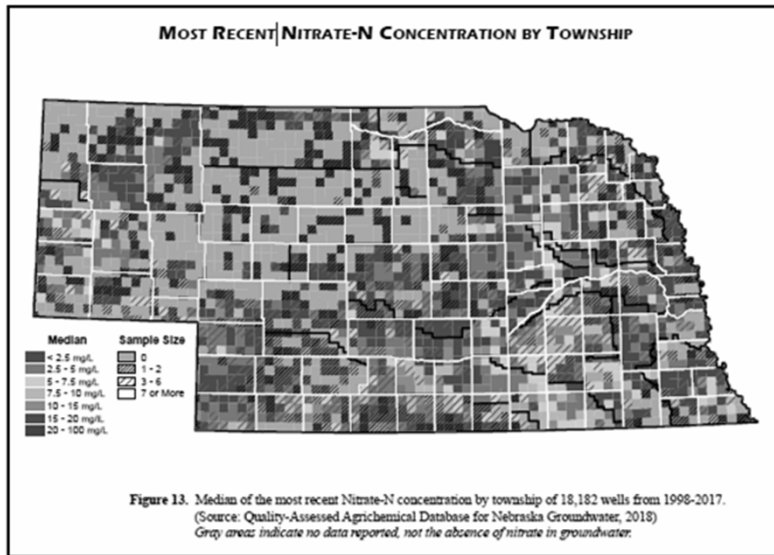 MOST RECENT NITRATE-N CONCENTRATION BY TOWNSHIP
Median
< 2.5 mg/L
2.5 - 5 mg/L
5 - 7.5 mg/L
7.5 - 10 mg/L
10 - 15 mg/L
15 - 20 mg/L
20 - 100 mg/L
Sample Size
0
1 - 2
3 - 6
7 or More
Figure 13. Median of the most recent Nitrate-N concentration by township of 18,182 wells from 1998-2017.
(Source: Quality-Assessed Agrichemical Database for Nebraska Groundwater, 2018)
Gray areas indicate no data reported, not the absence of nitrate in groundwater.